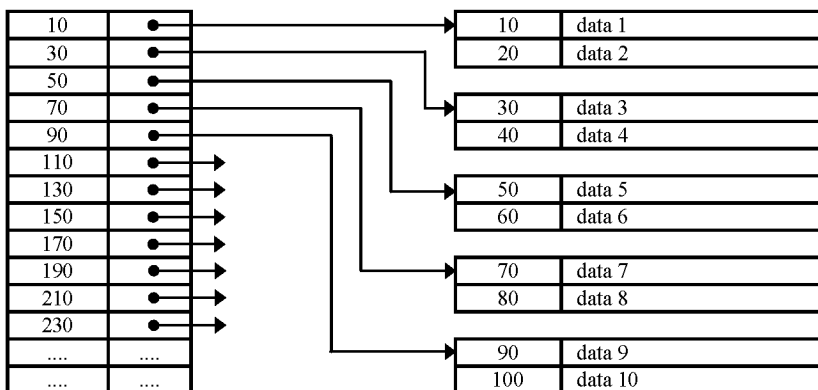 10
30
50
70
90
110
130
150
170
190
210
230
.... ....
.... ....
10 data 1
20 data 2
30 data 3
40 data 4
50 data 5
60 data 6
70 data 7
80 data 8
90 data 9
100 data 10